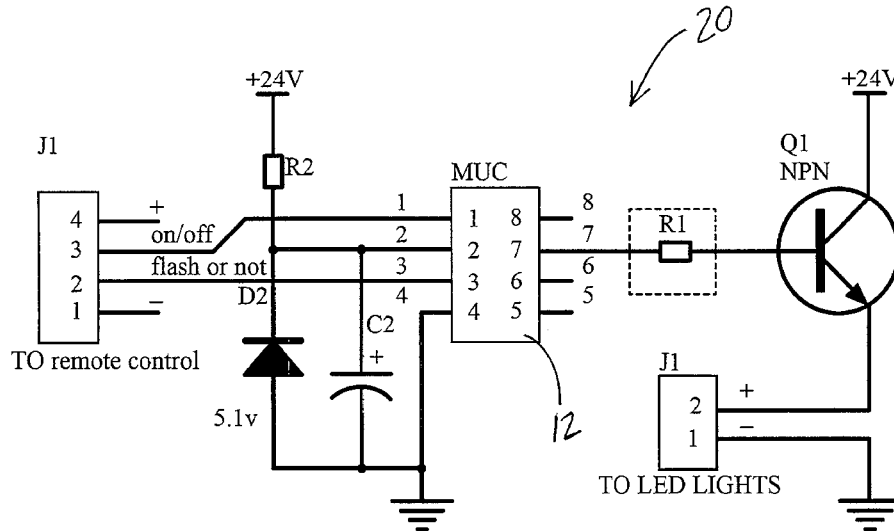 20
+24V
+24V
J1
Q1
NPN
R2
MUC
4 +
1
1 8
8
R1
on/off
3
2
2 7
7
flash or not
2
3
3 6
6
D2
4
4 5
5
1 −
C2
+
TO remote control
J1
5.1v
12
2 +
1 −
TO LED LIGHTS